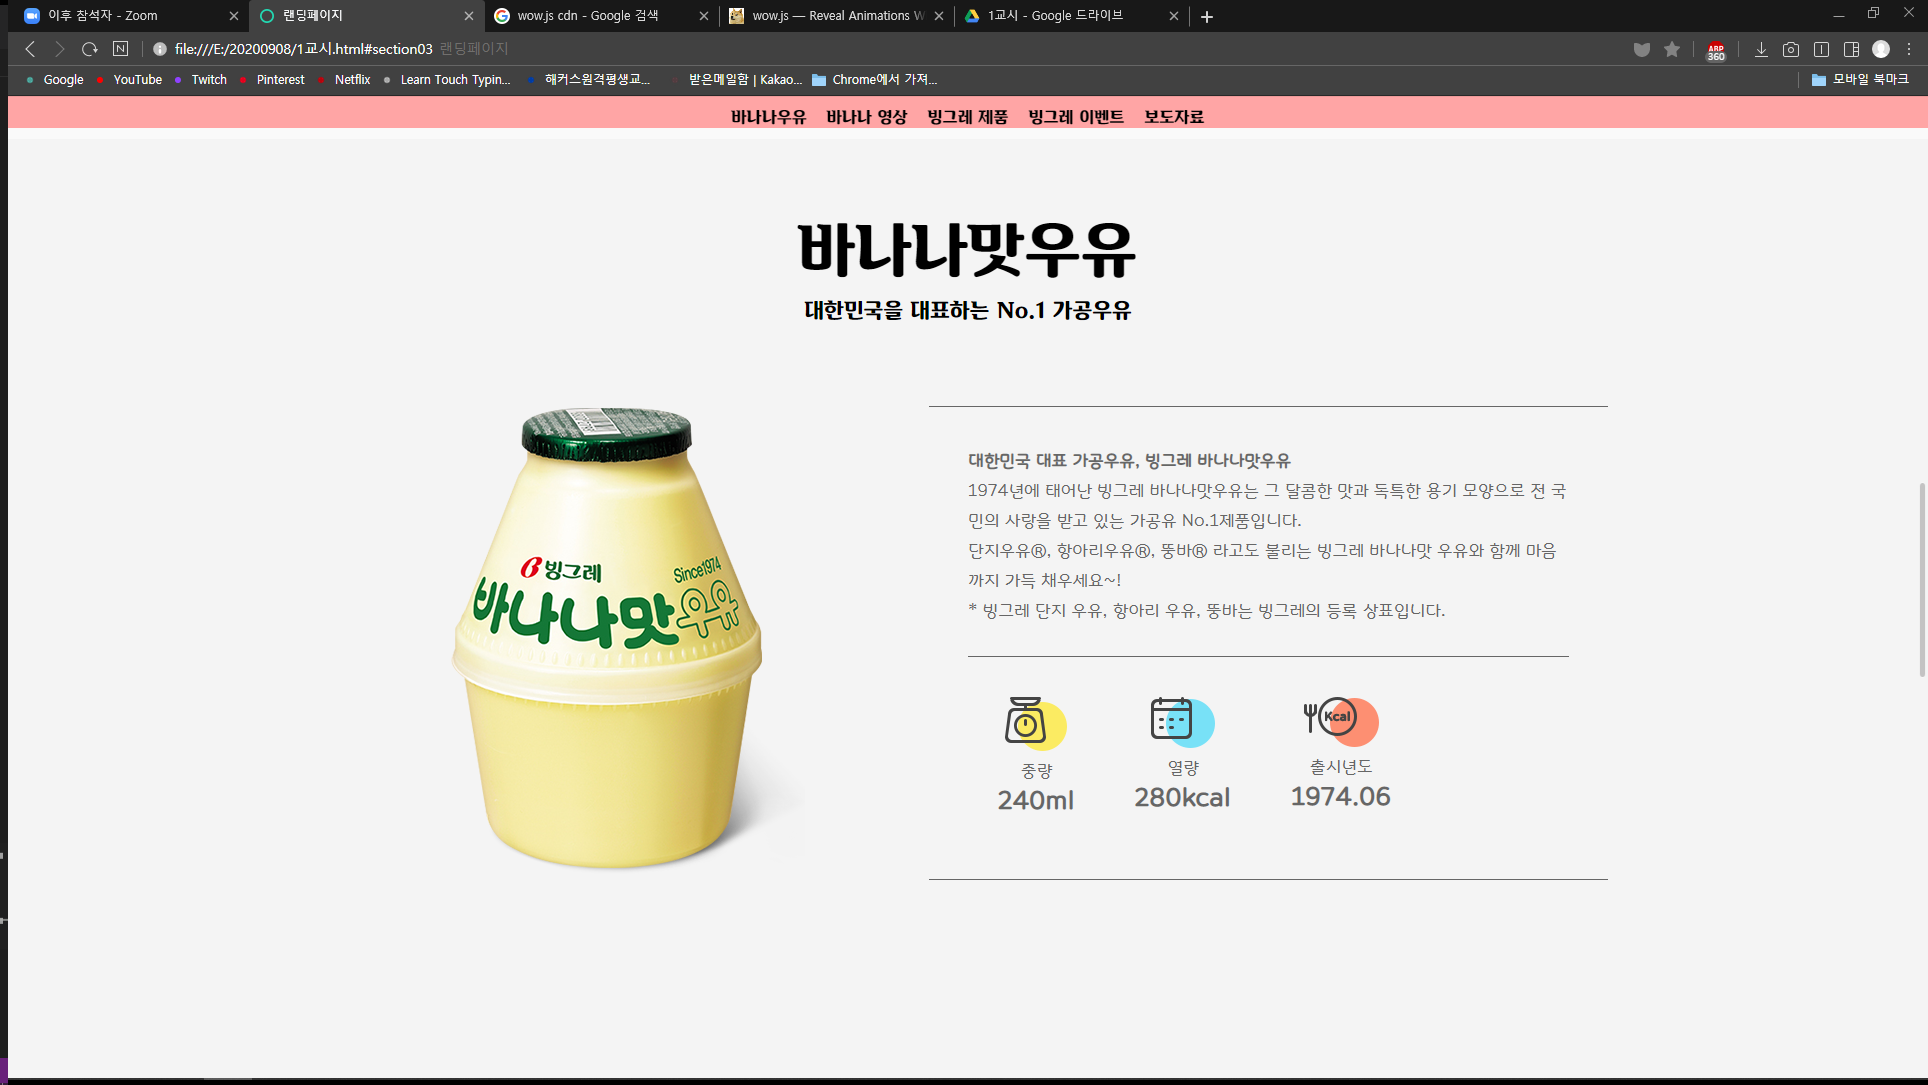 이후 참석자 - Zoom
랜딩페이지
wow.js cdn - Google 검색
wow.js — Reveal Animations W
1교시 - Google 드라이브
N
file:///E:/20200908/1교시.html#section03 랜딩페이지
ARP
360
Google YouTube Twitch Pinterest Netflix Learn Touch Typin... 해커스원격평생교... 받은메일함 | Kakao... Chrome에서 가져... 모바일 북마크
바나나우유 바나나 영상 빙그레 제품 빙그레 이벤트 보도자료
바나나맛우유
대한민국을 대표하는 No.1 가공우유
빙그레
Since1974
바나나맛우유
대한민국 대표 가공우유, 빙그레 바나나맛우유
1974년에 태어난 빙그레 바나나맛우유는 그 달콤한 맛과 독특한 용기 모양으로 전 국
민의 사랑을 받고 있는 가공유 No.1제품입니다.
단지우유®, 항아리우유®, 뚱바® 라고도 불리는 빙그레 바나나맛 우유와 함께 마음
까지 가득 채우세요~!
* 빙그레 단지 우유, 항아리 우유, 뚱바는 빙그레의 등록 상표입니다.
Kcal
중량 열량 출시년도
240ml 280kcal 1974.06